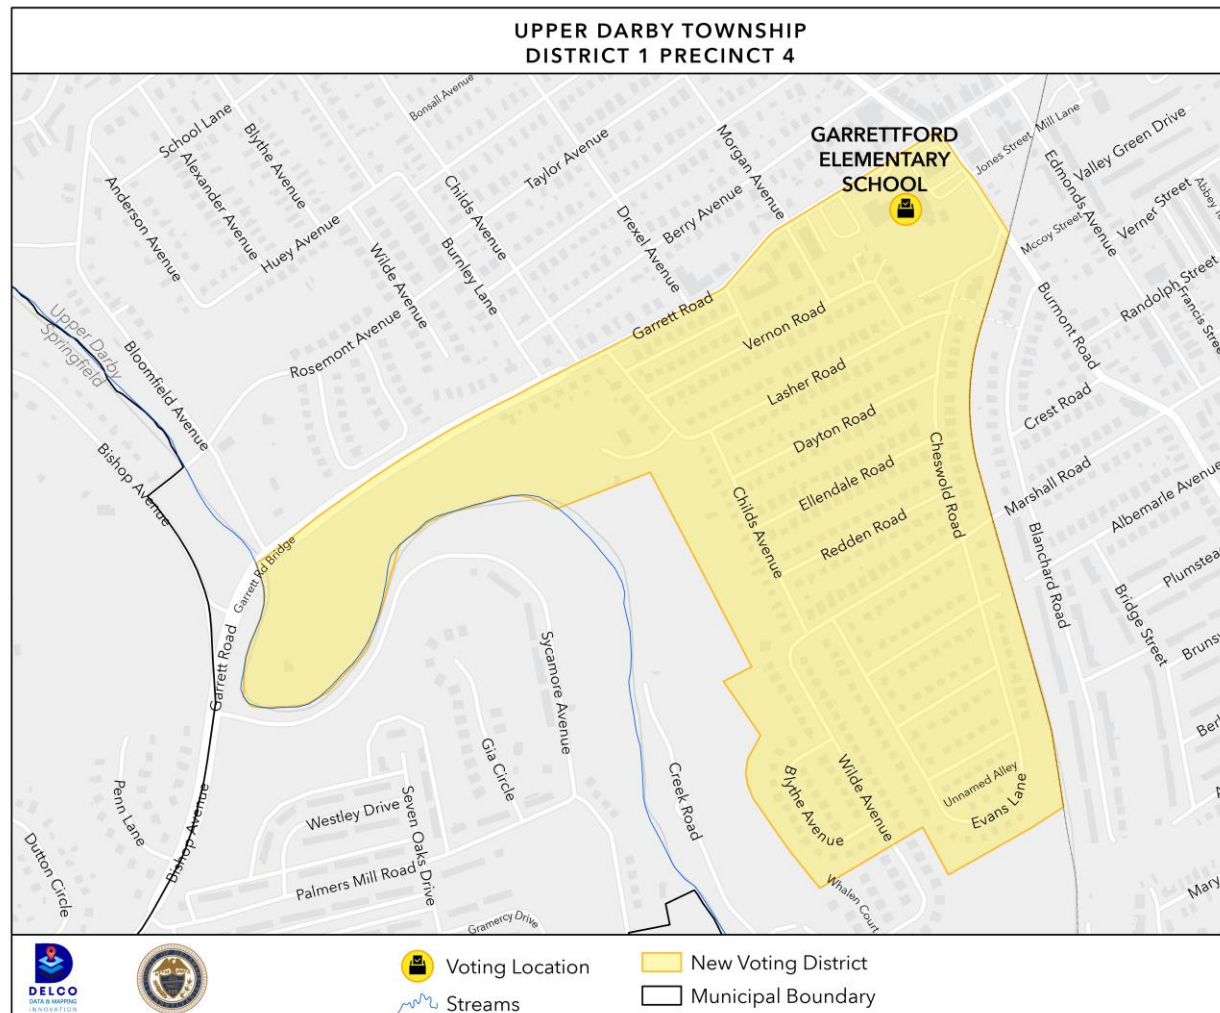 UPPER DARBY TOWNSHIP
DISTRICT 1 PRECINCT 4
GARRETTFORD
ELEMENTARY
SCHOOL
School Lane
Blythe Avenue
Bonsall Avenue
Alexander Avenue
Anderson Avenue
Huey Avenue
Childs Avenue
Taylor Avenue
Morgan Avenue
Berry Avenue
Drexel Avenue
Burnley Lane
Wilde Avenue
Rosemont Avenue
Jones Street
Mill Lane
Edmonds Avenue
Valley Green Drive
Verner Street
Mccoy Street
Randolph Street
Francis Street
Burmont Road
Upper Darby
Springfield
Bloomfield Avenue
Bishop Avenue
Garrett Road
Vernon Road
Lasher Road
Dayton Road
Ellendale Road
Redden Road
Childs Avenue
Cheswold Road
Crest Road
Marshall Road
Albemarle Avenue
Blanchard Road
Bridge Street
Garrett Rd Bridge
Garrett Road
Sycamore Avenue
Gia Circle
Creek Road
Wilde Avenue
Blythe Avenue
Unnamed Alley
Evans Lane
Whalen Court
Penn Lane
Bishop Avenue
Dutton Circle
Westley Drive
Seven Oaks Drive
Palmers Mill Road
Gramercy Drive
DELCO
DATA & MAPPING
INNOVATION
Voting Location
Streams
New Voting District
Municipal Boundary